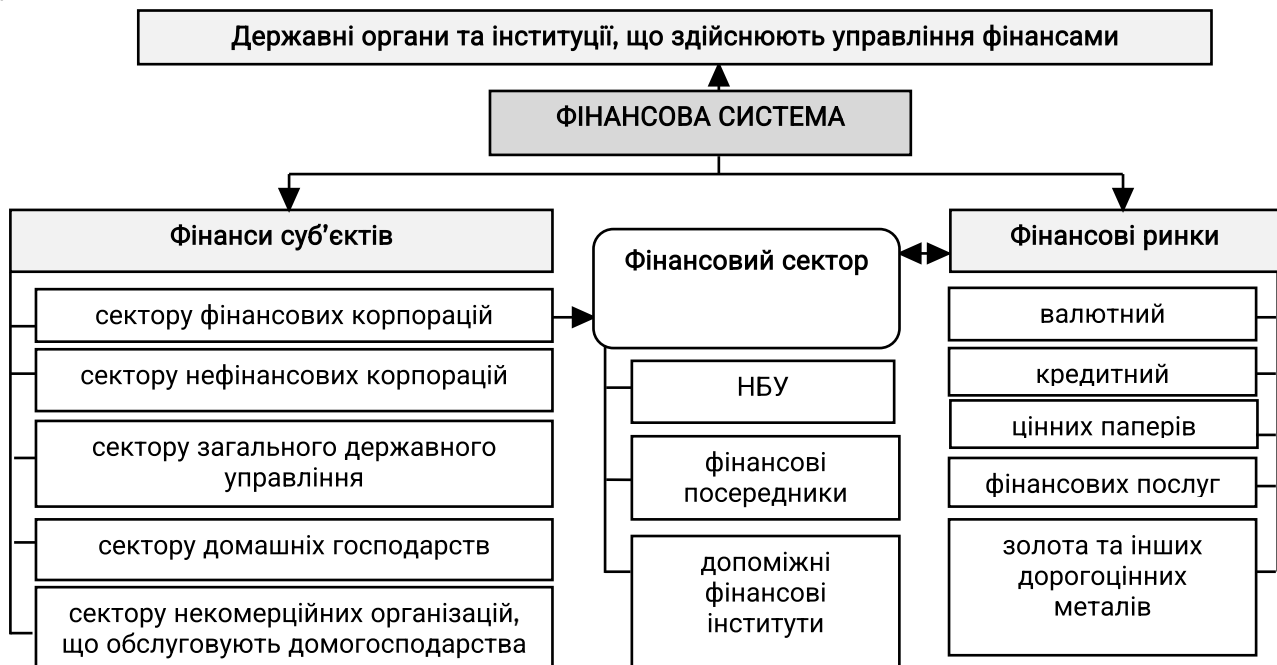 Державні органи та інституції, що здійснюють управління фінансами
ФІНАНСОВА СИСТЕМА
Фінанси суб’єктів
сектору фінансових корпорацій
сектору нефінансових корпорацій
сектору загального державного
управління
сектору домашніх господарств
сектору некомерційних організацій,
що обслуговують домогосподарства
Фінансовий сектор
НБУ
фінансові
посередники
допоміжні
фінансові
інститути
Фінансові ринки
валютний
кредитний
цінних паперів
фінансових послуг
золота та інших
дорогоцінних
металів